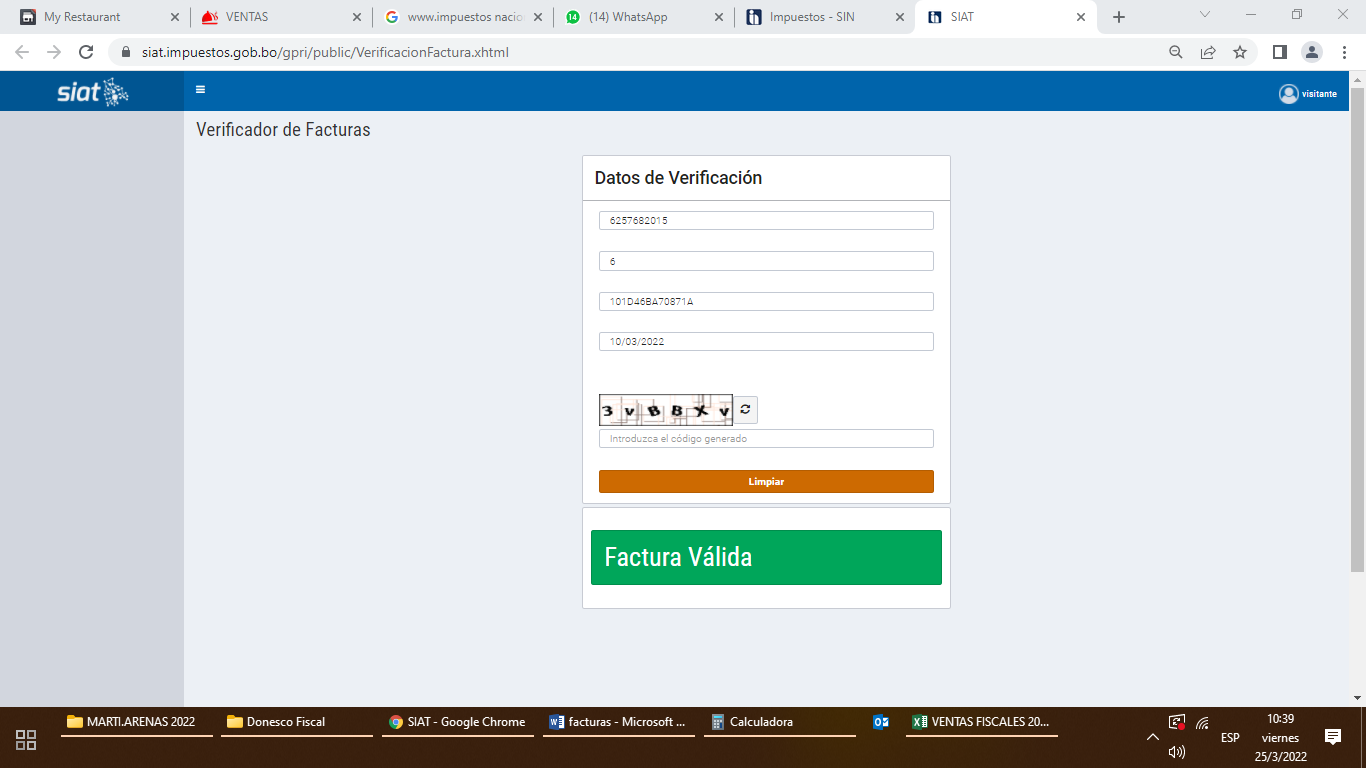 My Restaurant
VENTAS
www.impuestos nacio
(14) WhatsApp
Impuestos - SIN
SIAT
siat.impuestos.gob.bo/gpri/public/VerificacionFactura.xhtml
siat
visitante
Verificador de Facturas
Datos de Verificación
6257682015
6
101D46BA70871A
10/03/2022
3 v B B X v
Introduzca el código generado
Limpiar
Factura Válida
MARTI.ARENAS 2022
Donesco Fiscal
SIAT - Google Chrome
facturas - Microsoft ...
Calculadora
VENTAS FISCALES 20...
ESP
10:39
viernes
25/3/2022